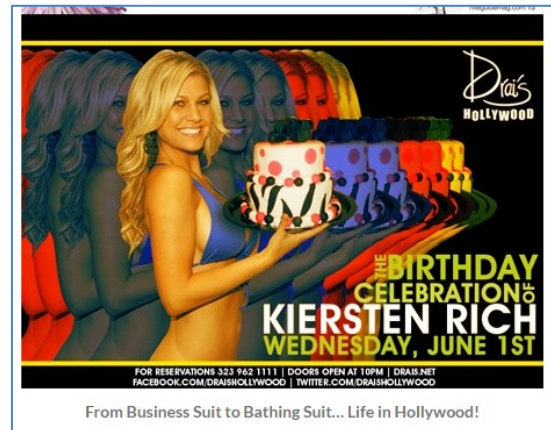 Drai's
HOLLYWOOD
THE BIRTHDAY
CELEBRATION OF
KIERSTEN RICH
WEDNESDAY, JUNE 1ST
FOR RESERVATIONS 323 962 1111 | DOORS OPEN AT 10PM | DRAIS.NET
FACEBOOK.COM/DRAISHOLLYWOOD | TWITTER.COM/DRAISHOLLYWOOD
From Business Suit to Bathing Suit... Life in Hollywood!